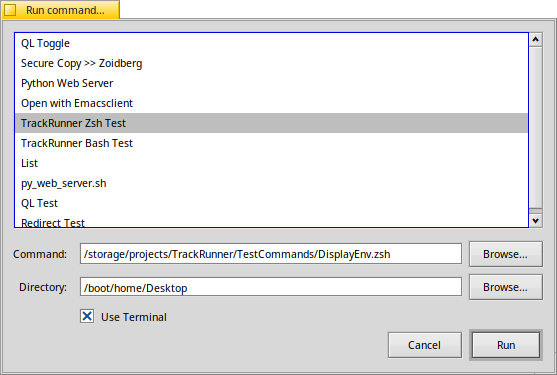 Run command...
QL Toggle
Secure Copy >> Zoidberg
Python Web Server
Open with Emacsclient
TrackRunner Zsh Test
TrackRunner Bash Test
List
py_web_server.sh
QL Test
Redirect Test
Command: /storage/projects/TrackRunner/TestCommands/DisplayEnv.zsh Browse...
Directory: /boot/home/Desktop Browse...
Use Terminal
Cancel Run